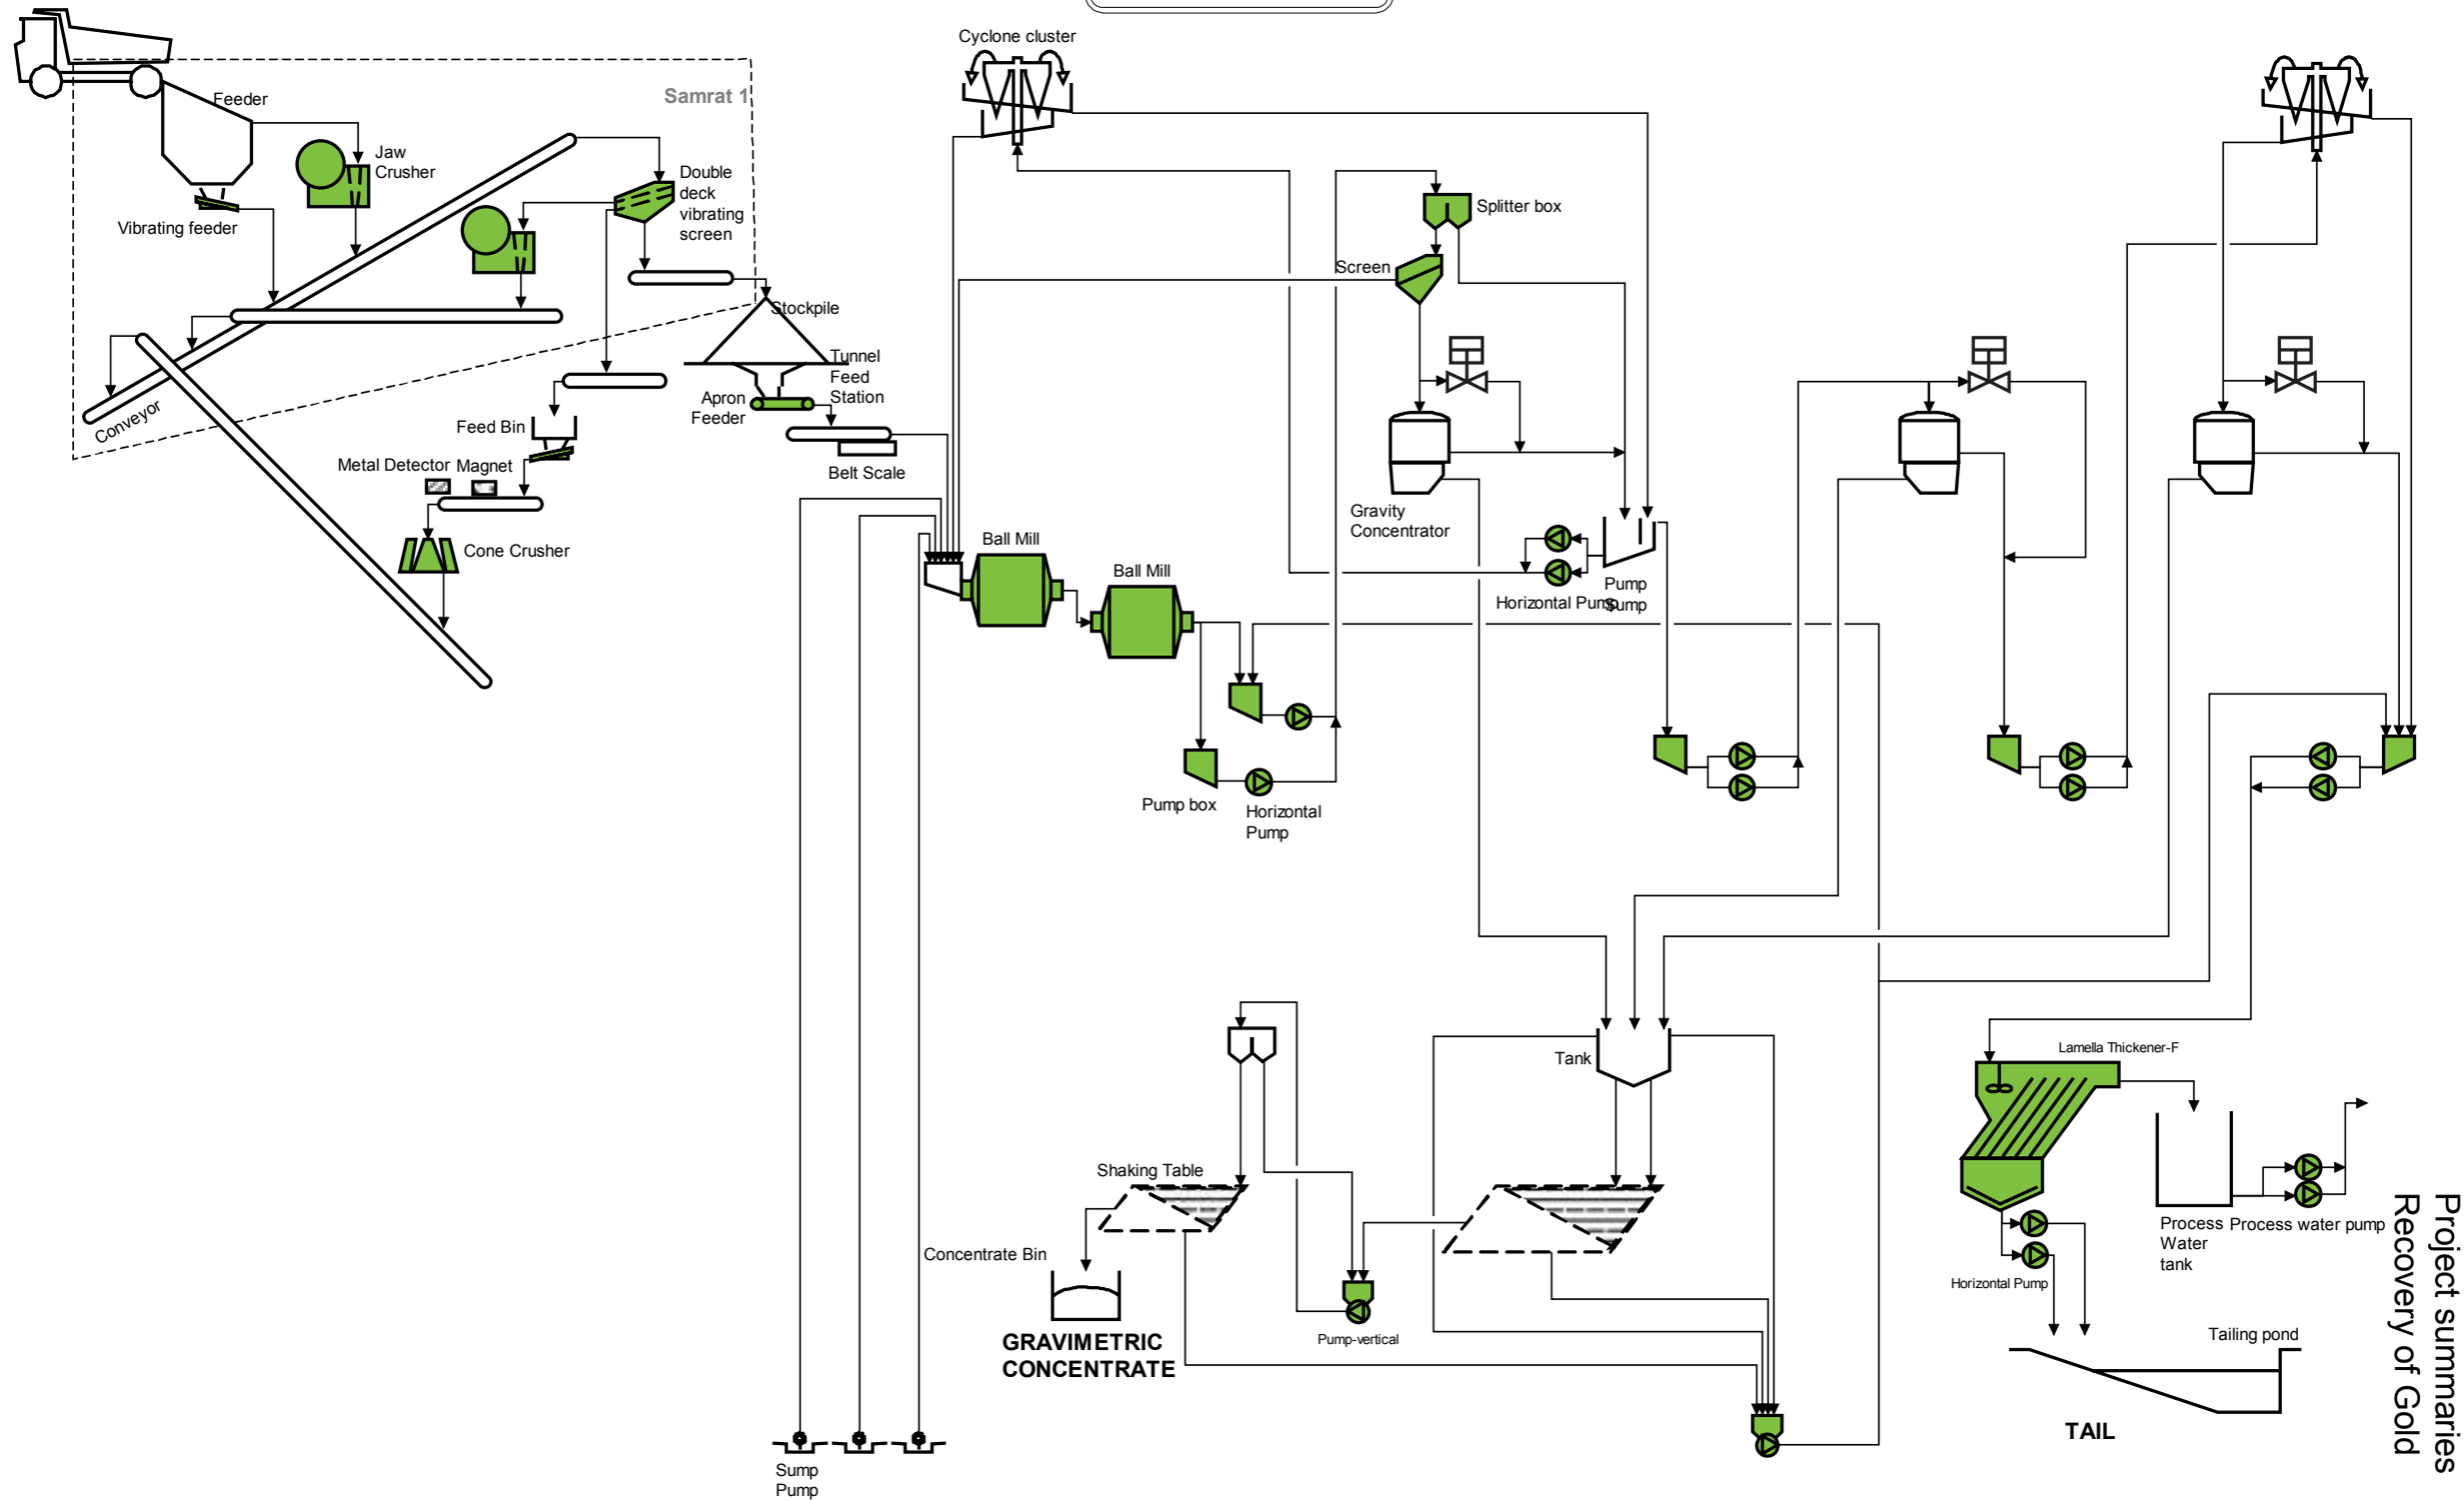 Cyclone cluster
Samrat 1
Feeder
Jaw
Crusher
Double
deck
vibrating
screen
Vibrating feeder
Splitter box
Screen
Stockpile
Tunnel
Feed
Station
Apron
Feeder
Conveyor
Feed Bin
Metal Detector
Magnet
Belt Scale
Cone Crusher
Gravity
Concentrator
Ball Mill
Ball Mill
Pump
Sump
Horizontal Pump
Pump box
Horizontal
Pump
Tank
Lamella Thickener-F
Shaking Table
Concentrate Bin
GRAVIMETRIC
CONCENTRATE
Pump-vertical
Process
Water
tank
Process water pump
Horizontal Pump
Tailing pond
TAIL
Sump
Pump
Project summaries
Recovery of Gold